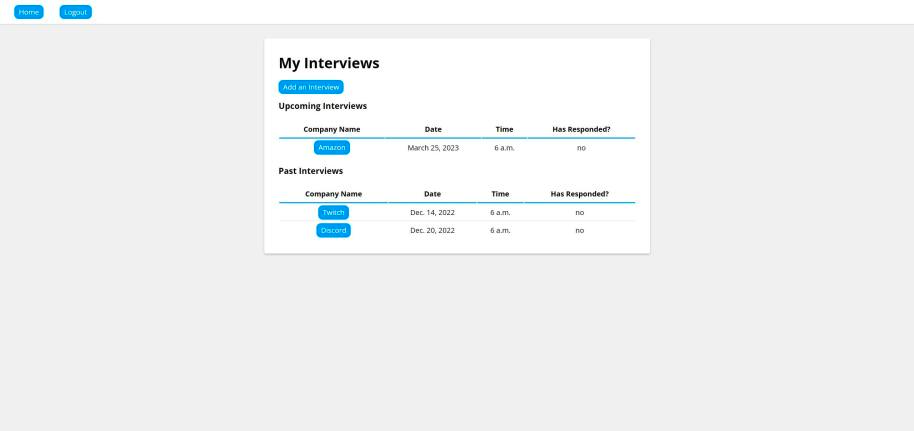 Home Logout
My Interviews
Add an Interview
Upcoming Interviews
Company Name Date Time Has Responded?
Amazon March 25, 2023 6 a.m. no
Past Interviews
Company Name Date Time Has Responded?
Twitch Dec. 14, 2022 6 a.m. no
Discord Dec. 20, 2022 6 a.m. no